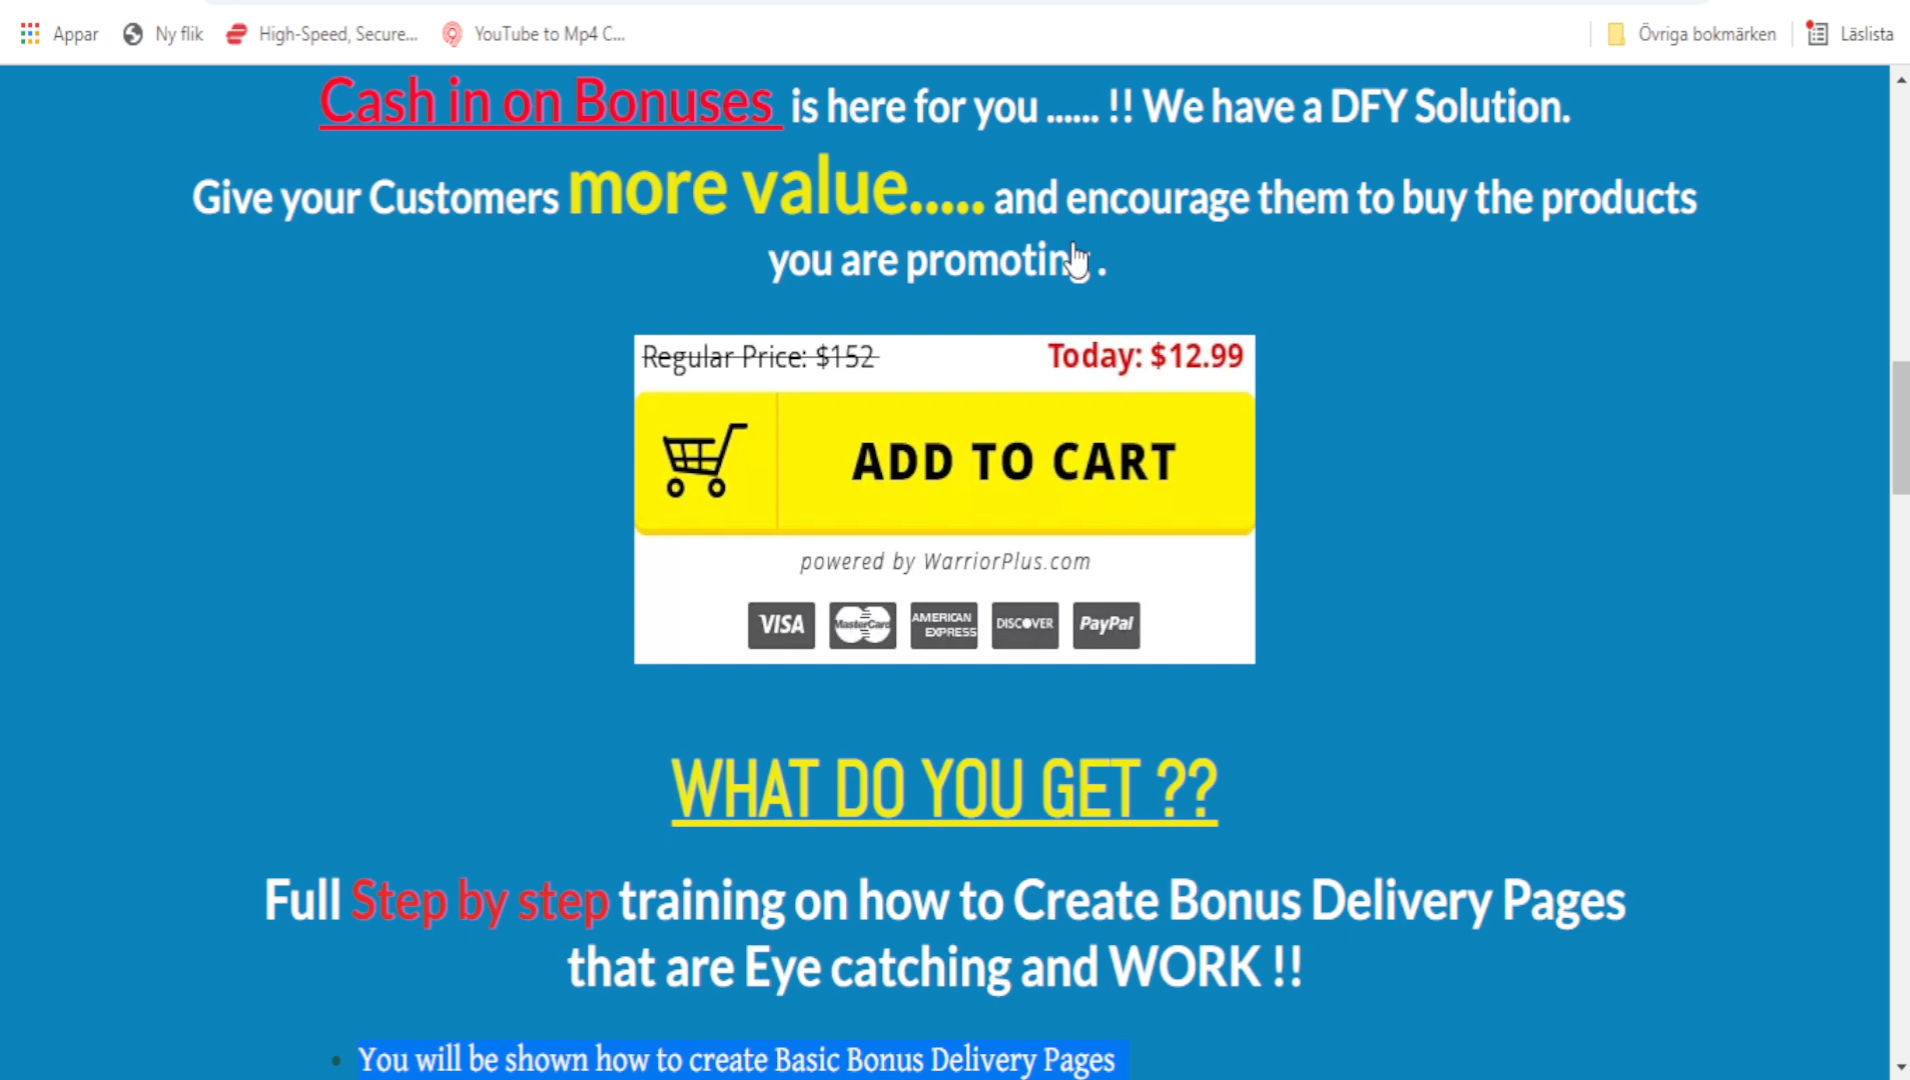 Appar Ny flik High-Speed, Secure... YouTube to Mp4 C... Övriga bokmärken Läslista
Cash in on Bonuses is here for you ...... !! We have a DFY Solution.
Give your Customers more value..... and encourage them to buy the products
you are promotin .
Regular Price: $152 Today: $12.99
ADD TO CART
powered by WarriorPlus.com
VISA MasterCard AMERICAN EXPRESS DISCOVER PayPal
WHAT DO YOU GET ??
Full Step by step training on how to Create Bonus Delivery Pages
that are Eye catching and WORK !!
• You will be shown how to create Basic Bonus Delivery Pages